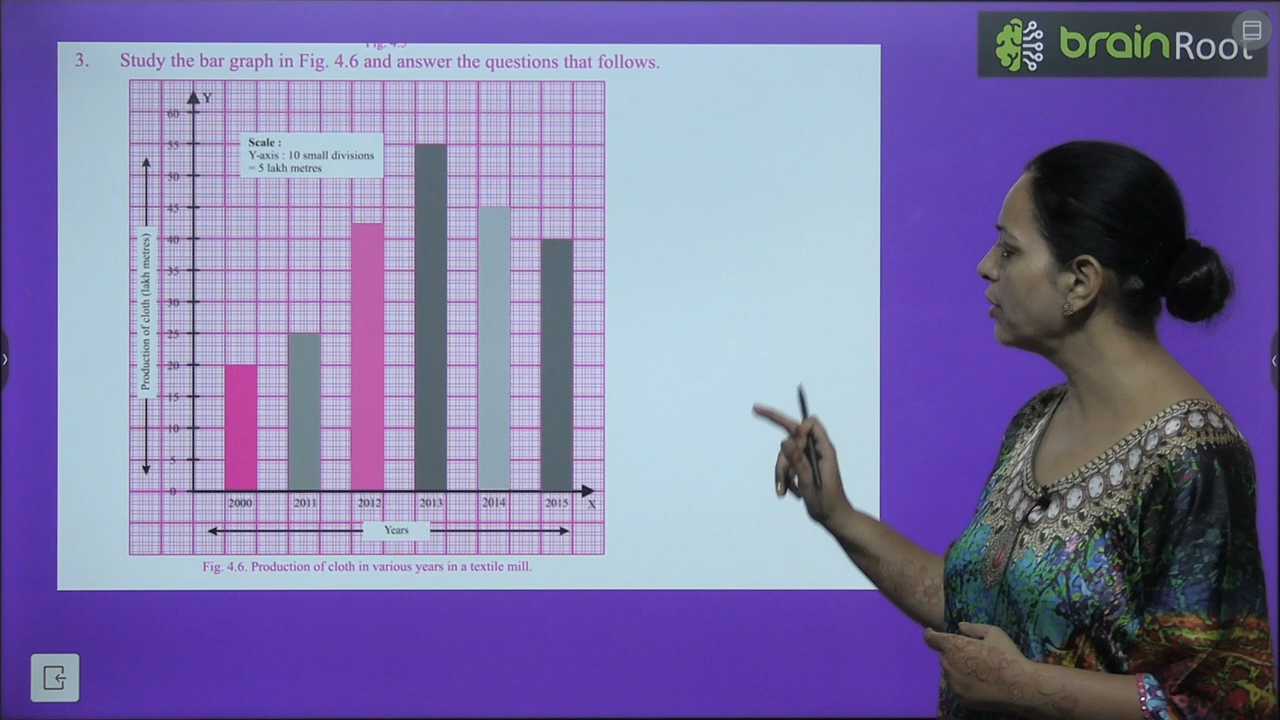 brainRoot
3. Study the bar graph in Fig. 4.6 and answer the questions that follows.
Y
60
Scale :
Y-axis : 10 small divisions
= 5 lakh metres
55
50
45
40
35
30
25
20
15
10
5
0
Production of cloth (lakh metres)
2000 2011 2012 2013 2014 2015 X
Years
Fig. 4.6. Production of cloth in various years in a textile mill.